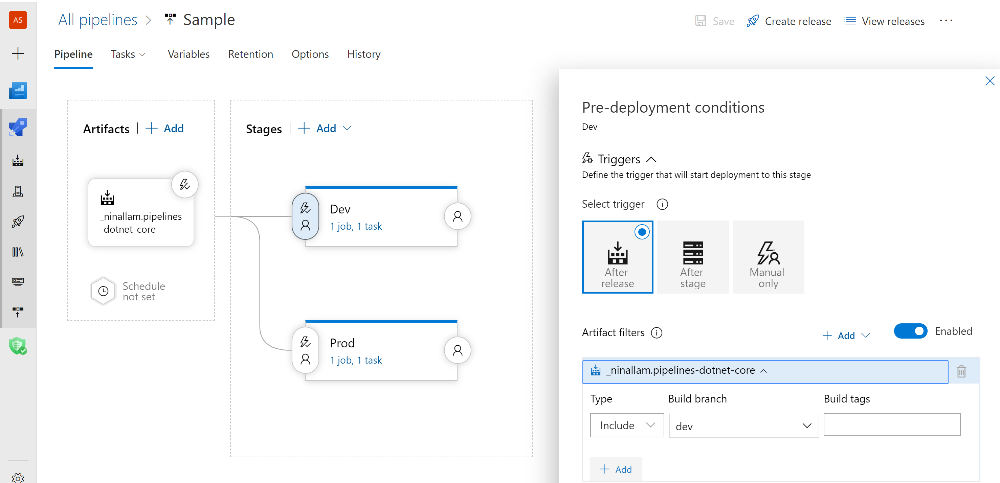 AS
All pipelines > Sample
Save Create release View releases ...
Pipeline Tasks Variables Retention Options History
Artifacts | + Add
_ninallam.pipelines
-dotnet-core
Schedule
not set
Stages | + Add
Dev
1 job, 1 task
Prod
1 job, 1 task
Pre-deployment conditions
Dev
Triggers
Define the trigger that will start deployment to this stage
Select trigger
After
release
After
stage
Manual
only
Artifact filters + Add Enabled
_ninallam.pipelines-dotnet-core
Type Build branch Build tags
Include dev
+ Add